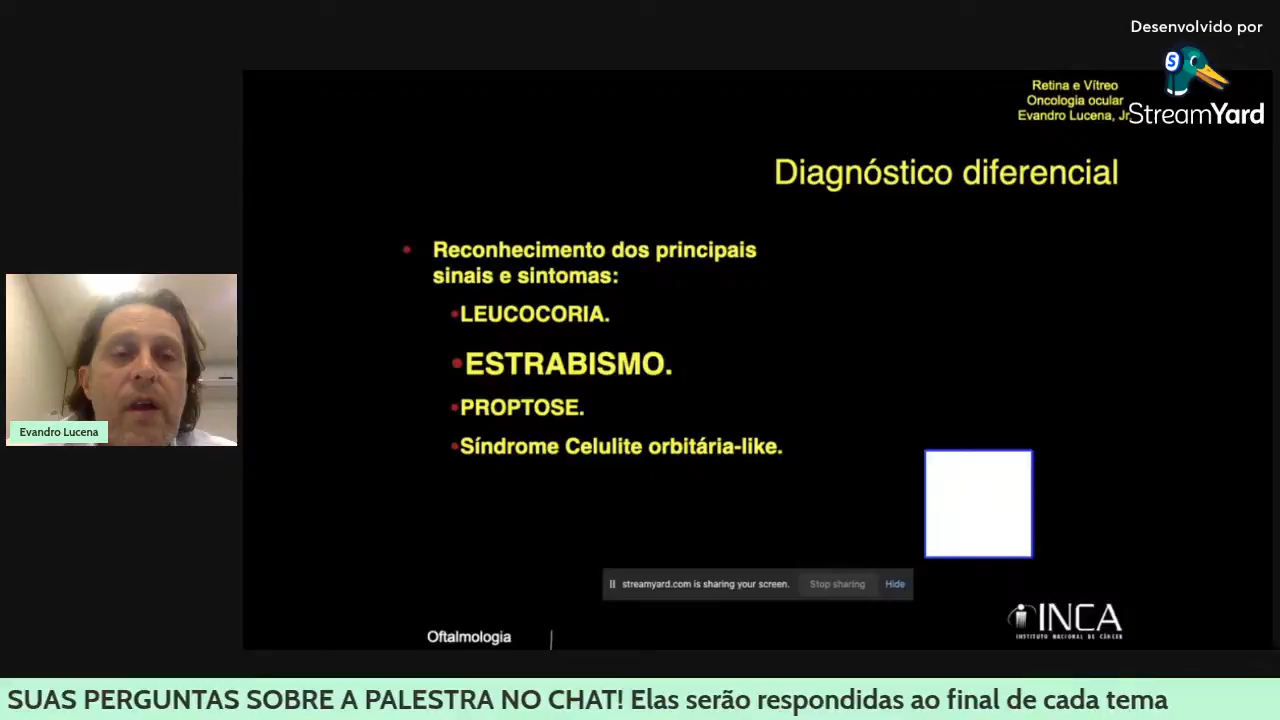 Desenvolvido por
StreamYard
Retina e Vítreo
Oncologia ocular
Evandro Lucena, Jr
Diagnóstico diferencial
• Reconhecimento dos principais
sinais e sintomas:
•LEUCOCORIA.
•ESTRABISMO.
•PROPTOSE.
•Síndrome Celulite orbitária-like.
Evandro Lucena
streamyard.com is sharing your screen. Stop sharing Hide
INCA
INSTITUTO NACIONAL DE CÂNCER
Oftalmologia
SUAS PERGUNTAS SOBRE A PALESTRA NO CHAT! Elas serão respondidas ao final de cada tema